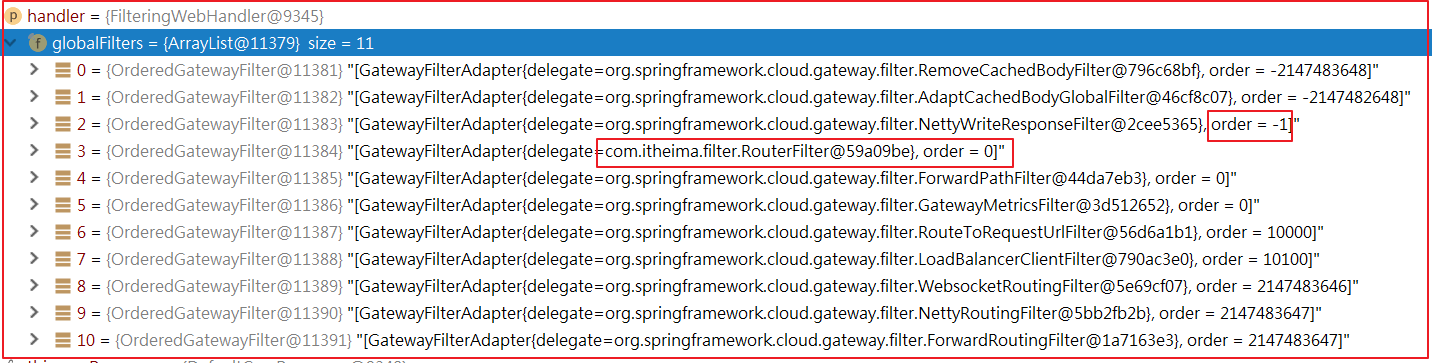 p handler = {FilteringWebHandler@9345}
f globalFilters = {ArrayList@11379} size = 11
0 = {OrderedGatewayFilter@11381} "[GatewayFilterAdapter{delegate=org.springframework.cloud.gateway.filter.RemoveCachedBodyFilter@796c68bf}, order = -2147483648]"
1 = {OrderedGatewayFilter@11382} "[GatewayFilterAdapter{delegate=org.springframework.cloud.gateway.filter.AdaptCachedBodyGlobalFilter@46cf8c07}, order = -2147482648]"
2 = {OrderedGatewayFilter@11383} "[GatewayFilterAdapter{delegate=org.springframework.cloud.gateway.filter.NettyWriteResponseFilter@2cee5365}, order = -1]"
3 = {OrderedGatewayFilter@11384} "[GatewayFilterAdapter{delegate=com.itheima.filter.RouterFilter@59a09be}, order = 0]"
4 = {OrderedGatewayFilter@11385} "[GatewayFilterAdapter{delegate=org.springframework.cloud.gateway.filter.ForwardPathFilter@44da7eb3}, order = 0]"
5 = {OrderedGatewayFilter@11386} "[GatewayFilterAdapter{delegate=org.springframework.cloud.gateway.filter.GatewayMetricsFilter@3d512652}, order = 0]"
6 = {OrderedGatewayFilter@11387} "[GatewayFilterAdapter{delegate=org.springframework.cloud.gateway.filter.RouteToRequestUrlFilter@56d6a1b1}, order = 10000]"
7 = {OrderedGatewayFilter@11388} "[GatewayFilterAdapter{delegate=org.springframework.cloud.gateway.filter.LoadBalancerClientFilter@790ac3e0}, order = 10100]"
8 = {OrderedGatewayFilter@11389} "[GatewayFilterAdapter{delegate=org.springframework.cloud.gateway.filter.WebsocketRoutingFilter@5e69cf07}, order = 2147483646]"
9 = {OrderedGatewayFilter@11390} "[GatewayFilterAdapter{delegate=org.springframework.cloud.gateway.filter.NettyRoutingFilter@5bb2fb2b}, order = 2147483647]"
10 = {OrderedGatewayFilter@11391} "[GatewayFilterAdapter{delegate=org.springframework.cloud.gateway.filter.ForwardRoutingFilter@1a7163e3}, order = 2147483647]"